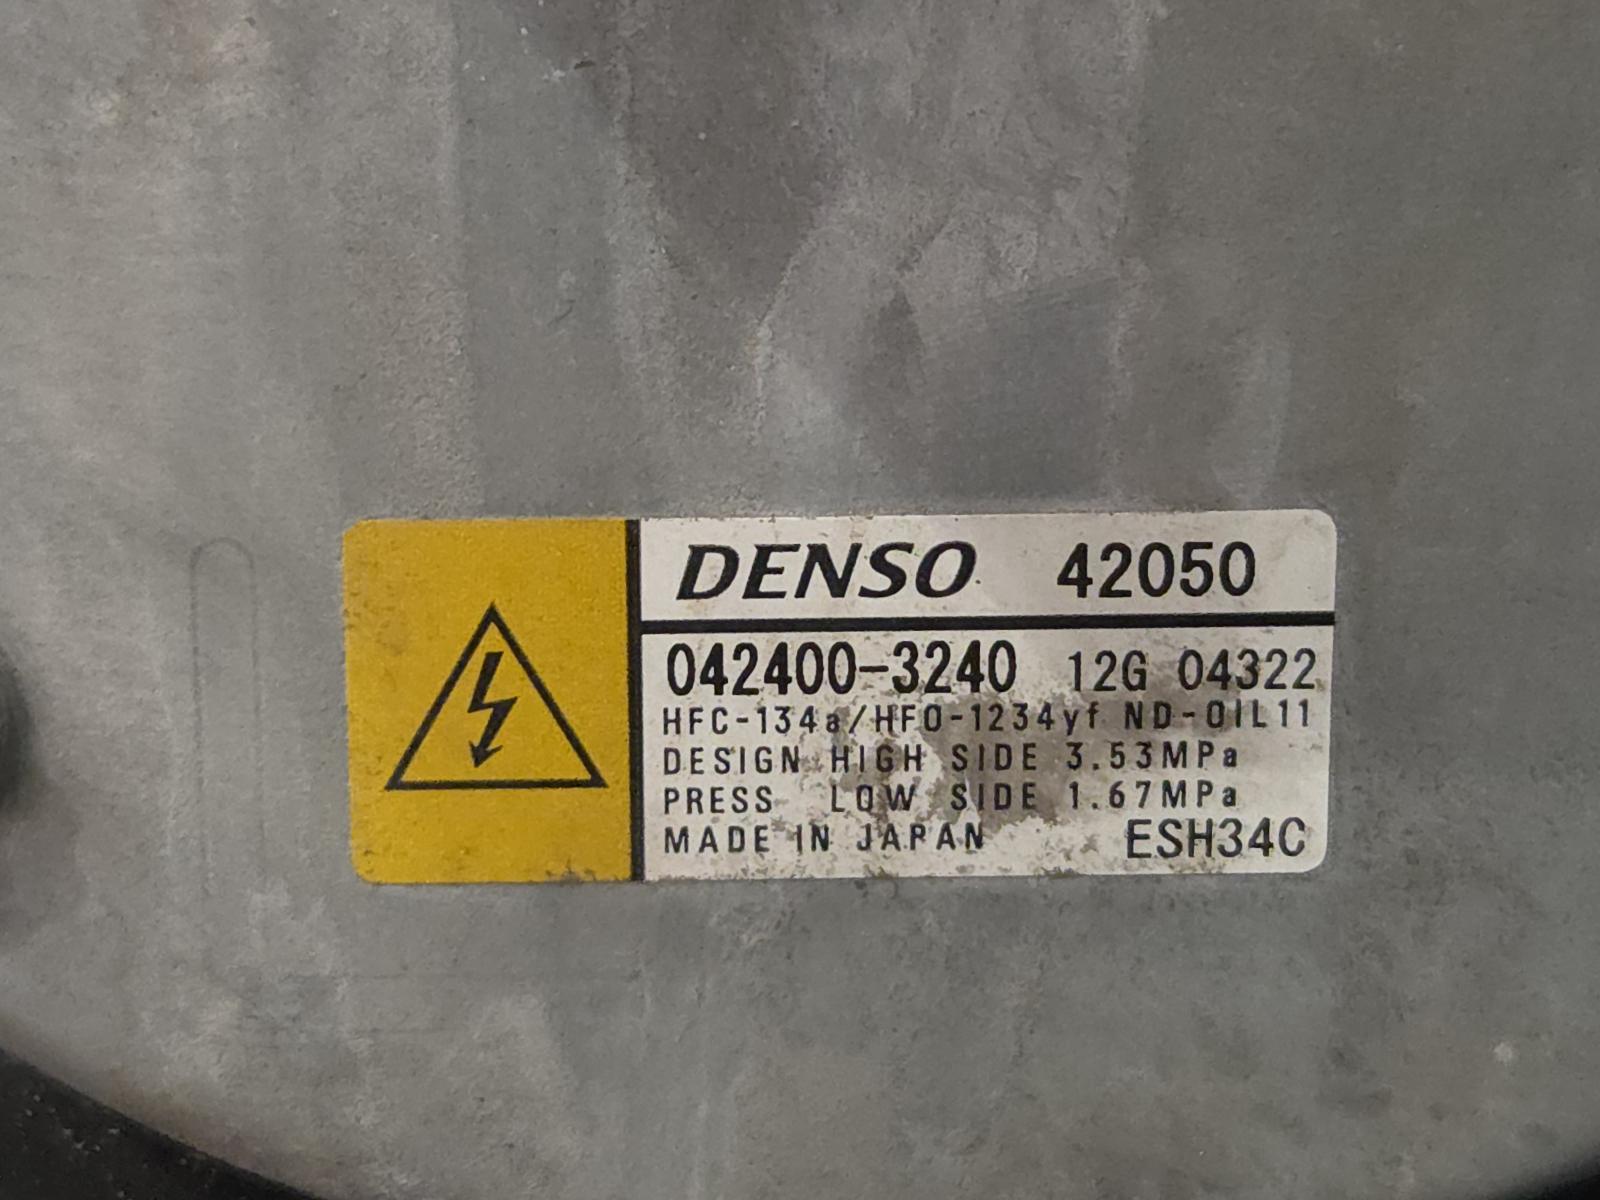 DENSO 42050
042400-3240 12G 04322
HFC-134a/HFO-1234yf ND-OIL11
DESIGN HIGH SIDE 3.53MPa
PRESS LOW SIDE 1.67MPa
MADE IN JAPAN ESH34C